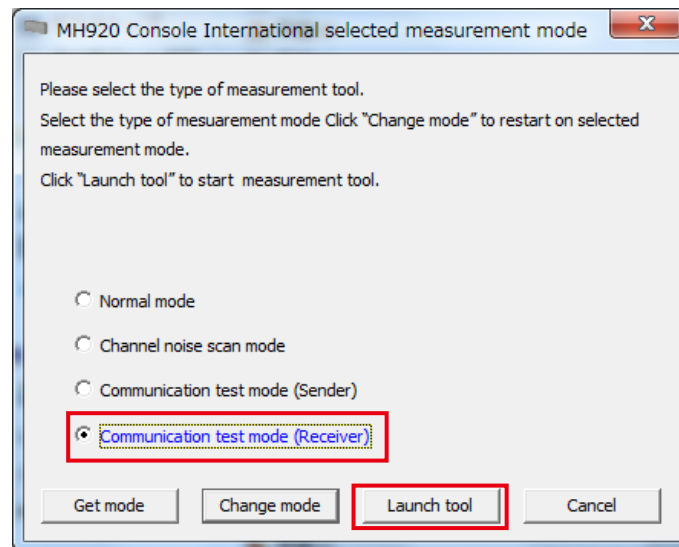 MH920 Console International selected measurement mode
Please select the type of measurement tool.
Select the type of mesuarement mode Click "Change mode" to restart on selected
measurement mode.
Click "Launch tool" to start measurement tool.
Normal mode
Channel noise scan mode
Communication test mode (Sender)
Communication test mode (Receiver)
Get mode Change mode Launch tool Cancel